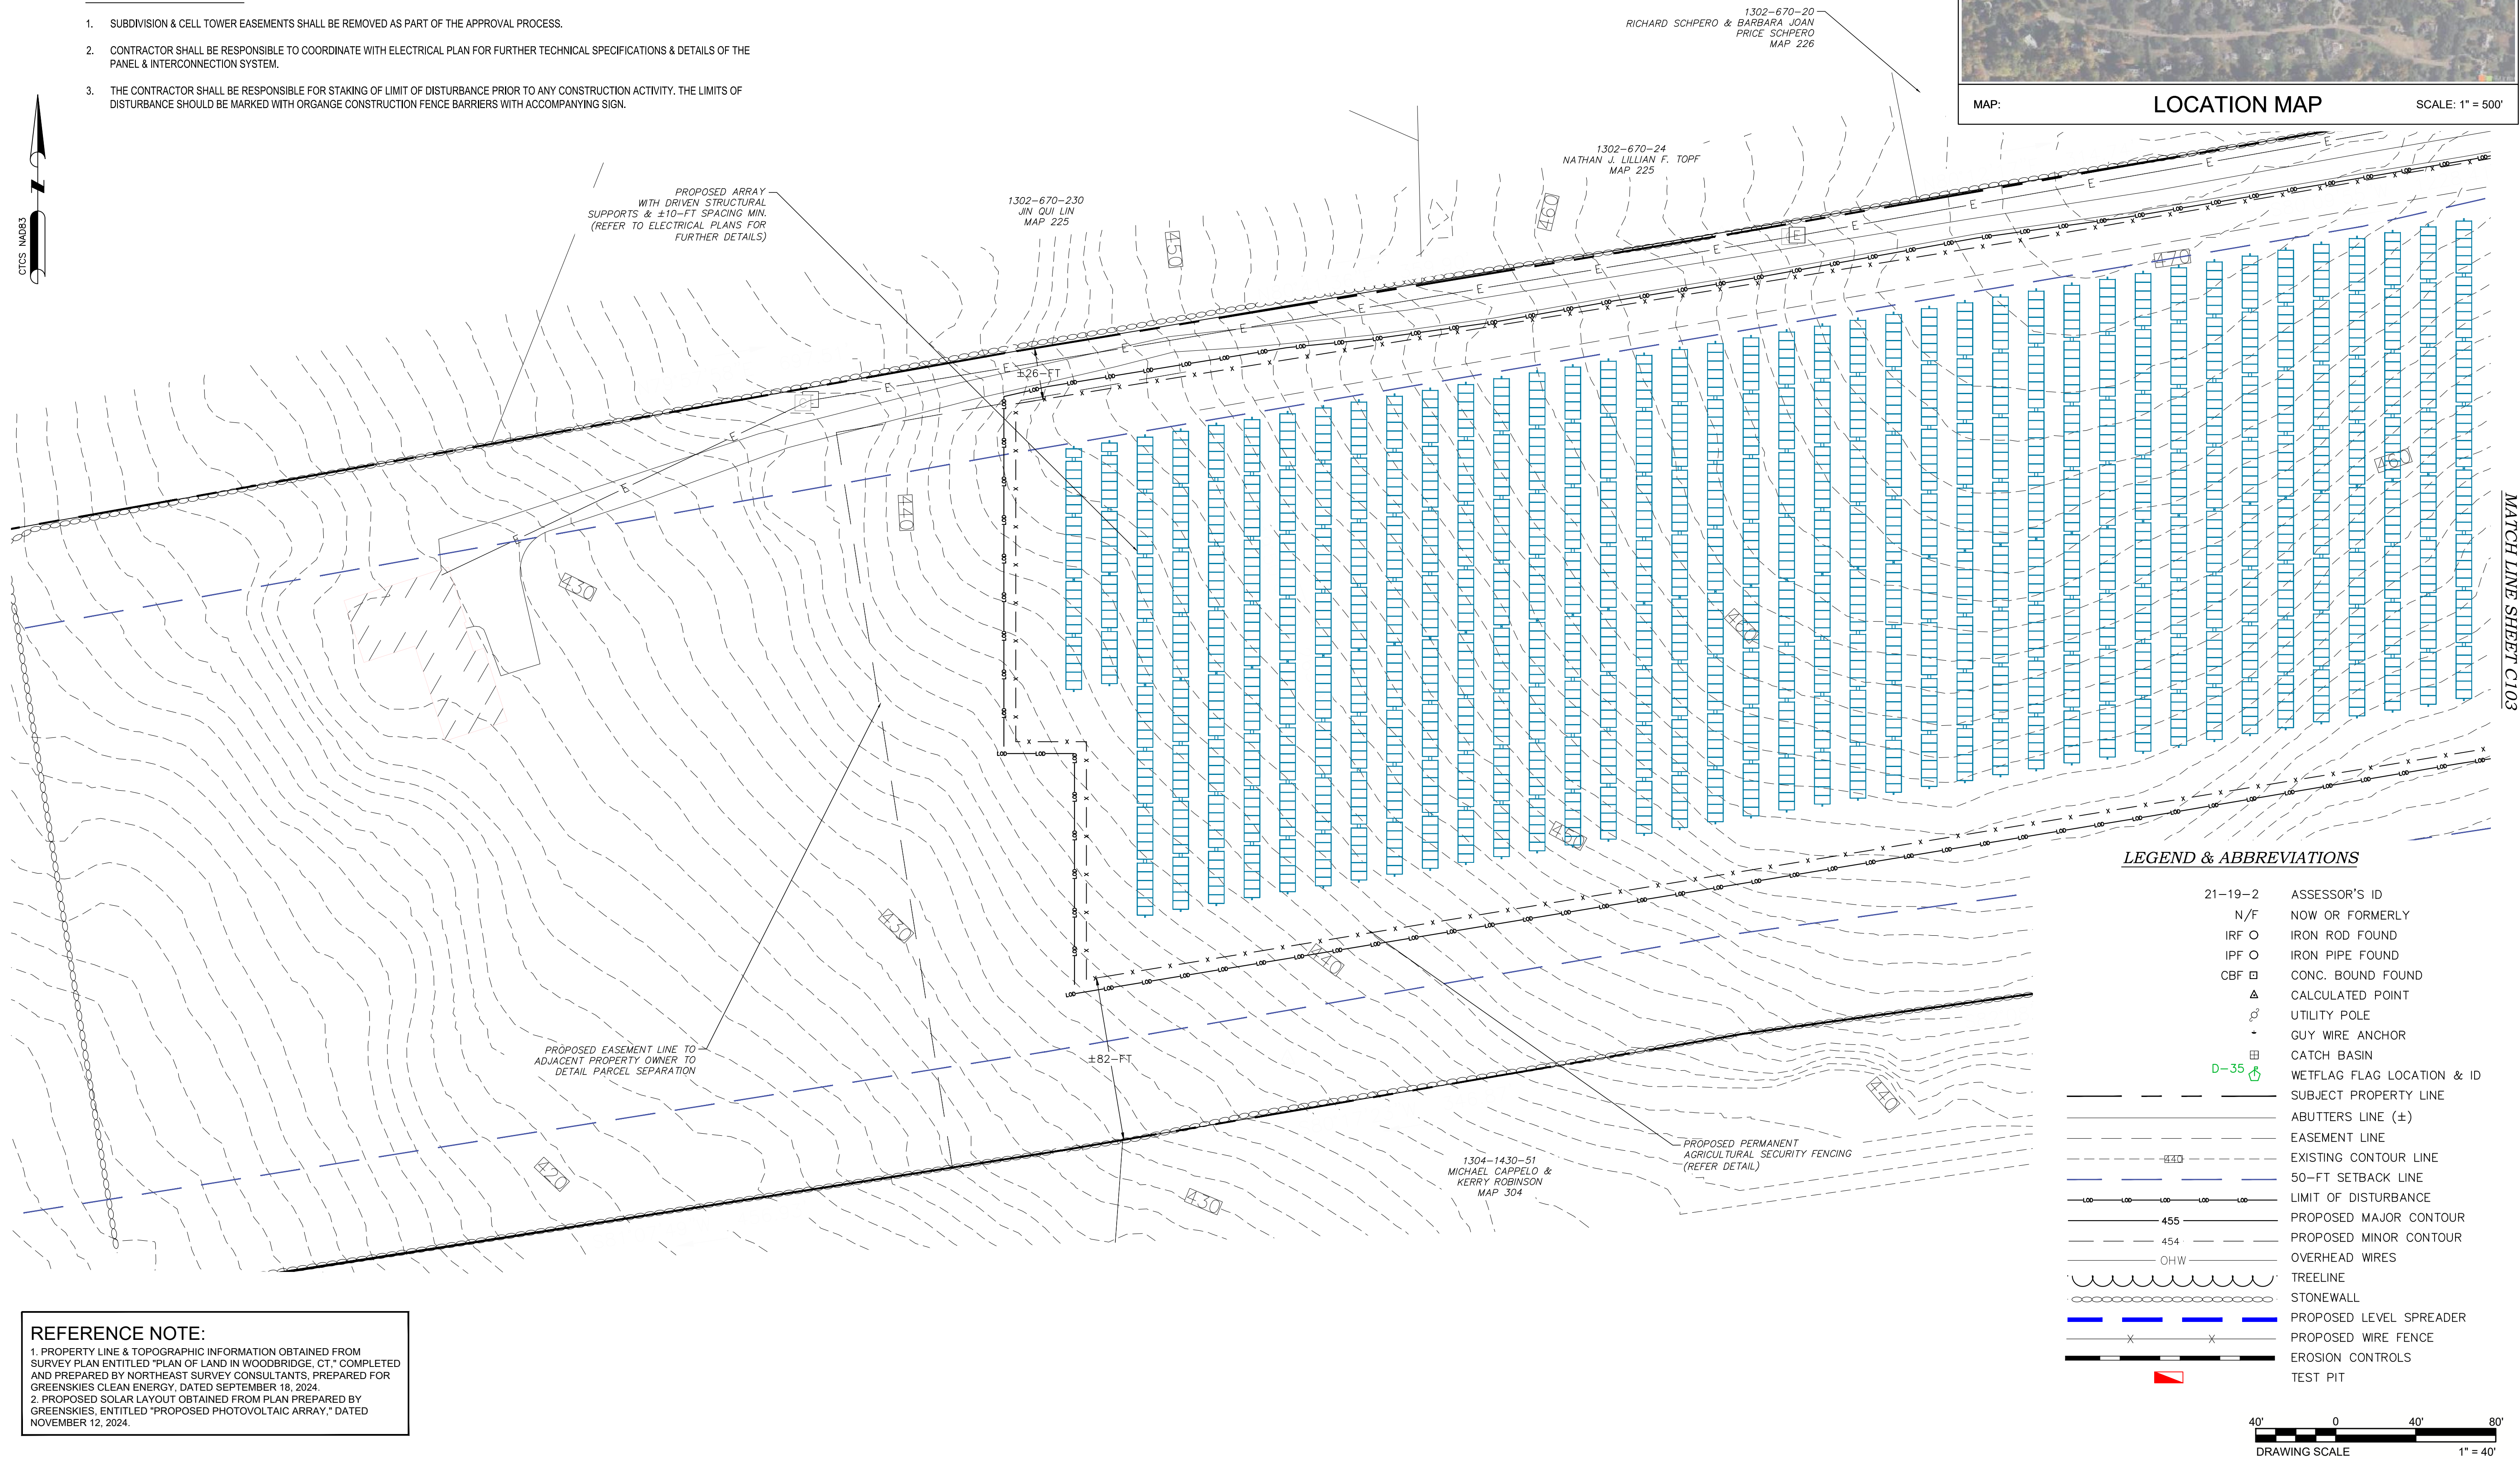 1. SUBDIVISION & CELL TOWER EASEMENTS SHALL BE REMOVED AS PART OF THE APPROVAL PROCESS.
2. CONTRACTOR SHALL BE RESPONSIBLE TO COORDINATE WITH ELECTRICAL PLAN FOR FURTHER TECHNICAL SPECIFICATIONS & DETAILS OF THE
PANEL & INTERCONNECTION SYSTEM.
3. THE CONTRACTOR SHALL BE RESPONSIBLE FOR STAKING OF LIMIT OF DISTURBANCE PRIOR TO ANY CONSTRUCTION ACTIVITY. THE LIMITS OF
DISTURBANCE SHOULD BE MARKED WITH ORGANGE CONSTRUCTION FENCE BARRIERS WITH ACCOMPANYING SIGN.
CTCS NAD83
N
1302-670-20
RICHARD SCHPERO & BARBARA JOAN
PRICE SCHPERO
MAP 226
MAP:
LOCATION MAP
SCALE: 1" = 500'
1302-670-24
NATHAN J. LILLIAN F. TOPF
MAP 225
1302-670-230
JIN QUI LIN
MAP 225
PROPOSED ARRAY
WITH DRIVEN STRUCTURAL
SUPPORTS & ±10-FT SPACING MIN.
(REFER TO ELECTRICAL PLANS FOR
FURTHER DETAILS)
450
460
470
E
±26-FT
440
430
460
460
450
430
440
MATCH LINE SHEET C103
PROPOSED EASEMENT LINE TO
ADJACENT PROPERTY OWNER TO
DETAIL PARCEL SEPARATION
±82-FT
420
430
440
1304-1430-51
MICHAEL CAPPELO &
KERRY ROBINSON
MAP 304
PROPOSED PERMANENT
AGRICULTURAL SECURITY FENCING
(REFER DETAIL)
LEGEND & ABBREVIATIONS
21-19-2 ASSESSOR'S ID
N/F NOW OR FORMERLY
IRF IRON ROD FOUND
IPF IRON PIPE FOUND
CBF CONC. BOUND FOUND
CALCULATED POINT
UTILITY POLE
GUY WIRE ANCHOR
CATCH BASIN
D-35 WETFLAG FLAG LOCATION & ID
SUBJECT PROPERTY LINE
ABUTTERS LINE (±)
EASEMENT LINE
440 EXISTING CONTOUR LINE
50-FT SETBACK LINE
LOD LOD LOD LOD LOD LIMIT OF DISTURBANCE
455 PROPOSED MAJOR CONTOUR
454 PROPOSED MINOR CONTOUR
OHW OVERHEAD WIRES
TREELINE
STONEWALL
PROPOSED LEVEL SPREADER
X X PROPOSED WIRE FENCE
EROSION CONTROLS
TEST PIT
REFERENCE NOTE:
1. PROPERTY LINE & TOPOGRAPHIC INFORMATION OBTAINED FROM
SURVEY PLAN ENTITLED "PLAN OF LAND IN WOODBRIDGE, CT," COMPLETED
AND PREPARED BY NORTHEAST SURVEY CONSULTANTS, PREPARED FOR
GREENSKIES CLEAN ENERGY, DATED SEPTEMBER 18, 2024.
2. PROPOSED SOLAR LAYOUT OBTAINED FROM PLAN PREPARED BY
GREENSKIES, ENTITLED "PROPOSED PHOTOVOLTAIC ARRAY," DATED
NOVEMBER 12, 2024.
40' 0 40' 80'
DRAWING SCALE 1" = 40'